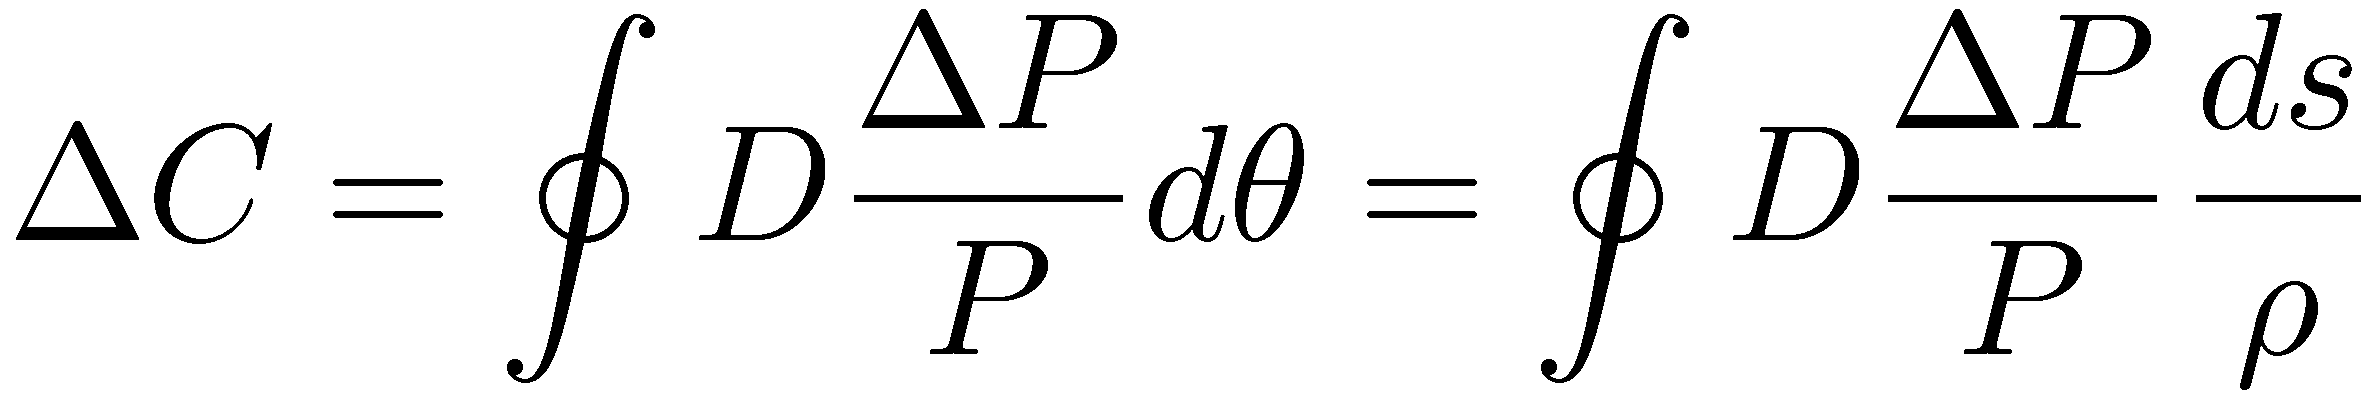 ΔC = ∮ D ΔP/P dθ = ∮ D ΔP/P ds/ρ